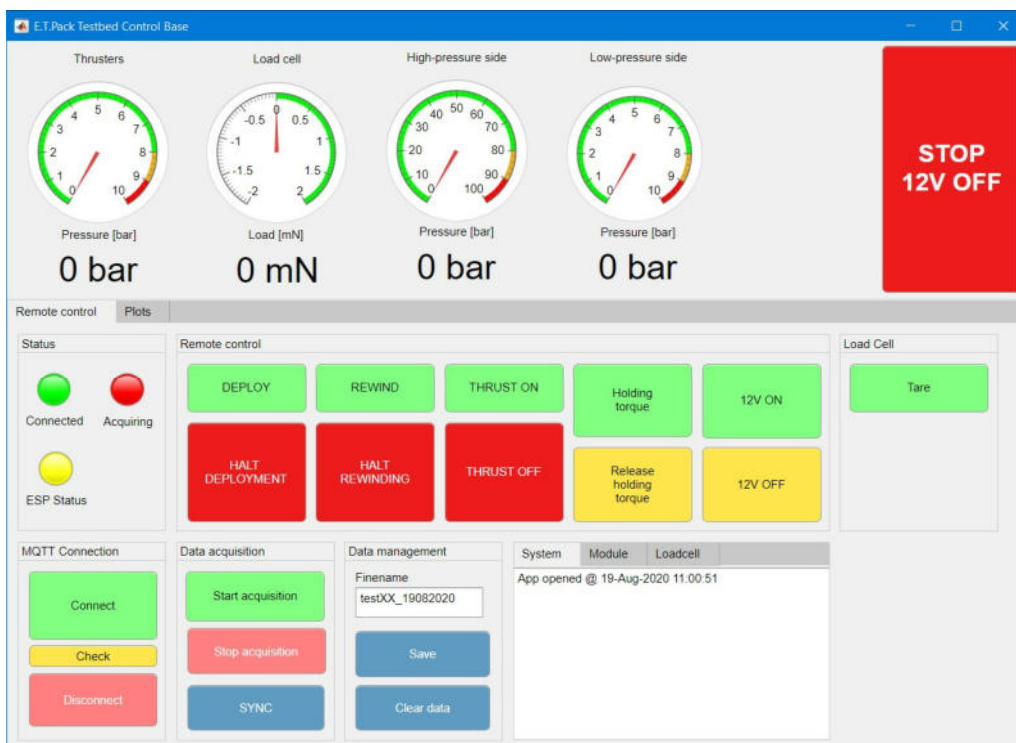 E.T.Pack Testbed Control Base
Thrusters
Load cell
High-pressure side
Low-pressure side
0 1 2 3 4 5 6 7 8 9 10
-2 -1.5 -1 -0.5 0 0.5 1 1.5 2
0 10 20 30 40 50 60 70 80 90 100
0 1 2 3 4 5 6 7 8 9 10
Pressure [bar]
Load [mN]
Pressure [bar]
Pressure [bar]
0 bar
0 mN
0 bar
0 bar
STOP
12V OFF
Remote control
Plots
Status
Connected
Acquiring
ESP Status
Remote control
DEPLOY
REWIND
THRUST ON
Holding
torque
12V ON
HALT
DEPLOYMENT
HALT
REWINDING
THRUST OFF
Release
holding
torque
12V OFF
Load Cell
Tare
MQTT Connection
Connect
Check
Disconnect
Data acquisition
Start acquisition
Stop acquisition
SYNC
Data management
Finename
testXX_19082020
Save
Clear data
System
Module
Loadcell
App opened @ 19-Aug-2020 11:00:51